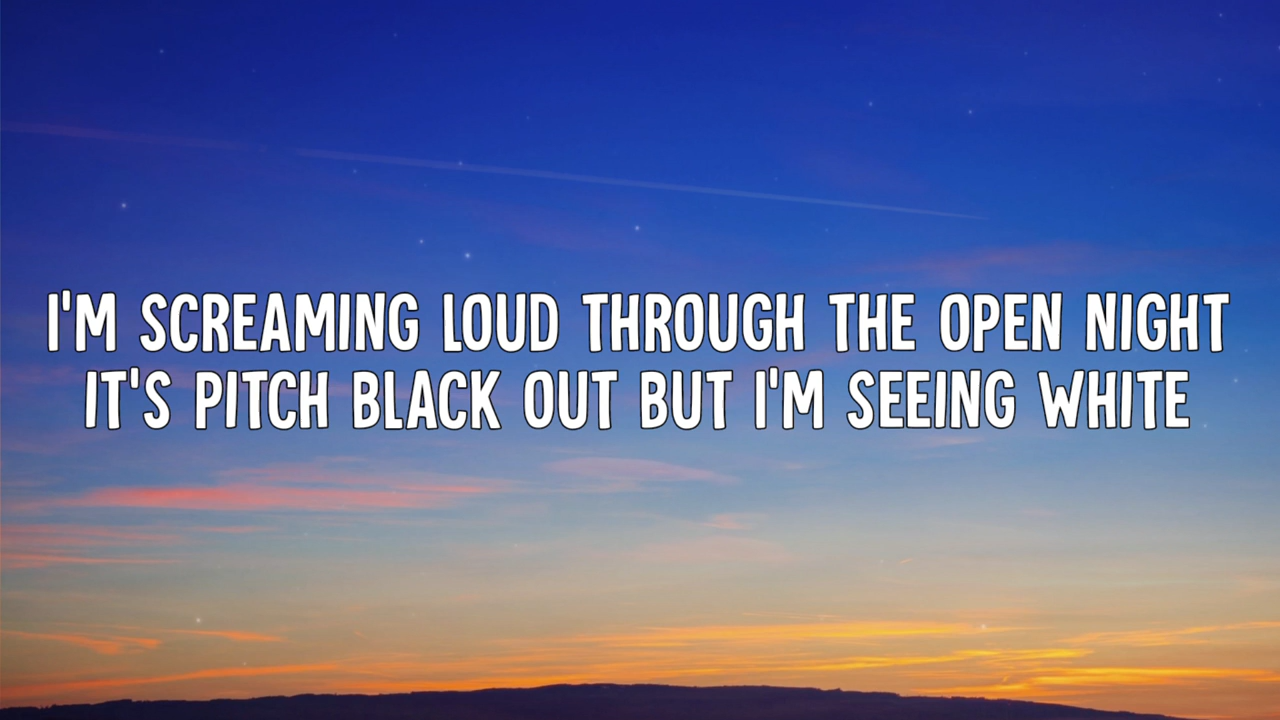 I'M SCREAMING LOUD THROUGH THE OPEN NIGHT
IT'S PITCH BLACK OUT BUT I'M SEEING WHITE